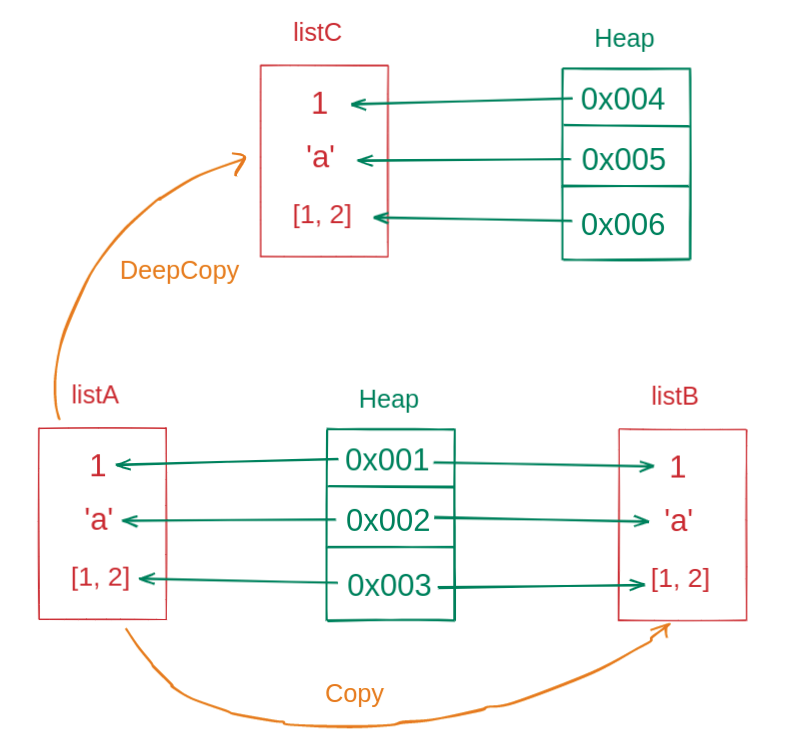 listC
Heap
1
0x004
'a'
0x005
[1, 2]
0x006
DeepCopy
listA
Heap
listB
1
0x001
1
'a'
0x002
'a'
[1, 2]
0x003
[1, 2]
Copy